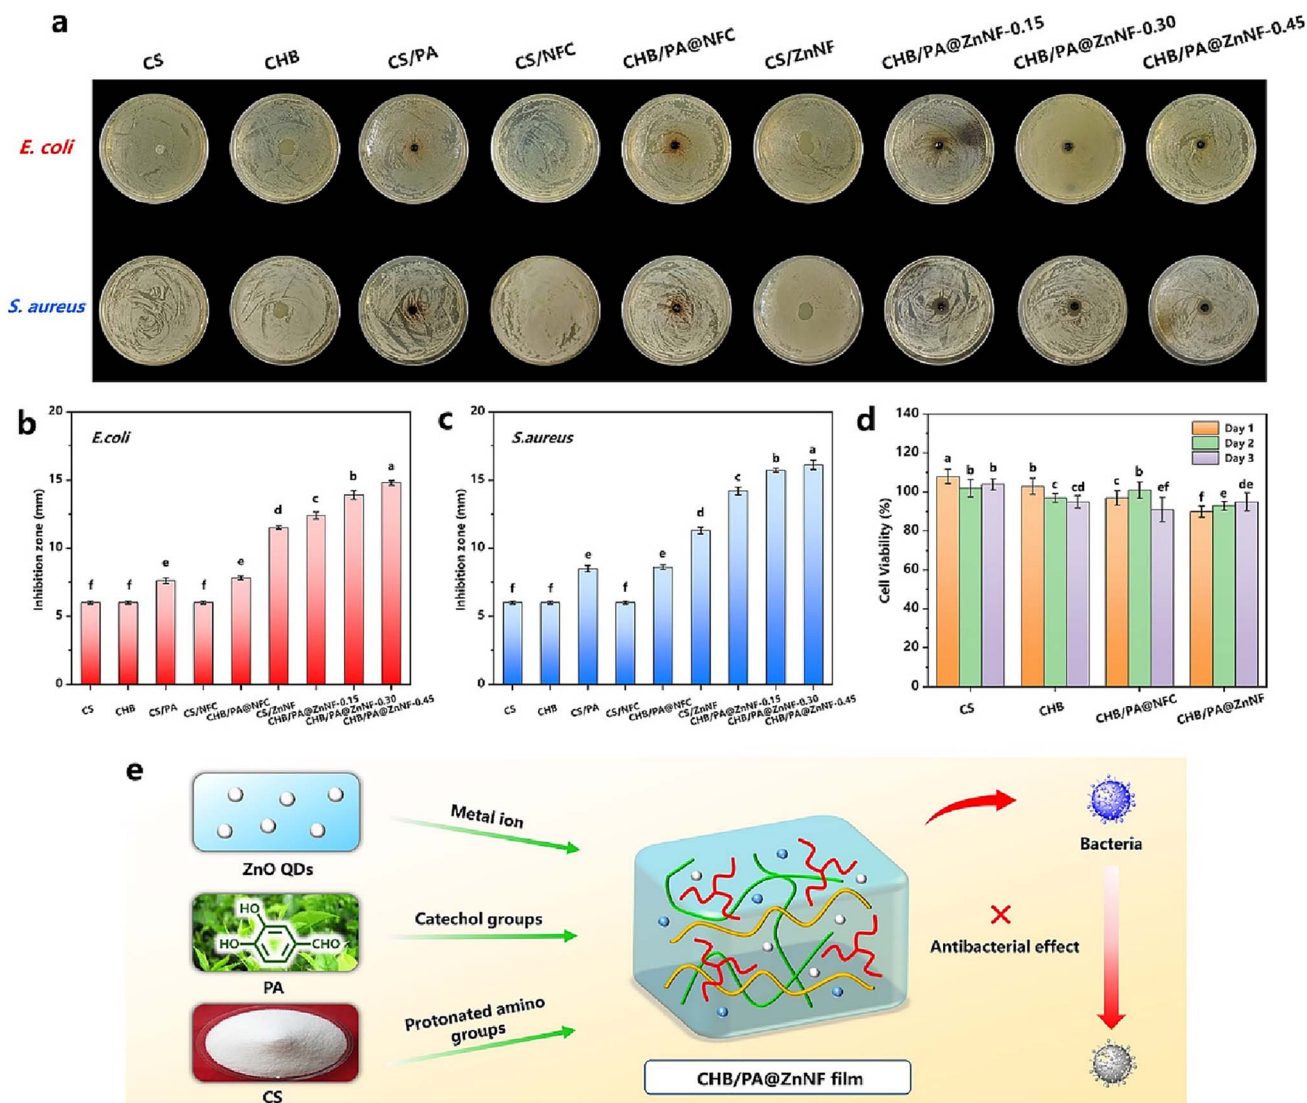 a
CS
CHB
CS/PA
CS/NFC
CHB/PA@NFC
CS/ZnNF
CHB/PA@ZnNF-0.15
CHB/PA@ZnNF-0.30
CHB/PA@ZnNF-0.45
E. coli
S. aureus
b
E.coli
Inhibition zone (mm)
20
15
10
5
0
f
f
e
f
e
d
c
b
a
CS
CHB
CS/PA
CS/NFC
CHB/PA@NFC
CS/ZnNF
CHB/PA@ZnNF-0.15
CHB/PA@ZnNF-0.30
CHB/PA@ZnNF-0.45
c
S.aureus
Inhibition zone (mm)
20
15
10
5
0
f
f
e
f
e
d
c
b
a
CS
CHB
CS/PA
CS/NFC
CHB/PA@NFC
CS/ZnNF
CHB/PA@ZnNF-0.15
CHB/PA@ZnNF-0.30
CHB/PA@ZnNF-0.45
d
Cell Viability (%)
140
120
100
80
60
40
20
0
Day 1
Day 2
Day 3
a
b
b
b
c
cd
c
b
ef
f
e
de
CS
CHB
CHB/PA@NFC
CHB/PA@ZnNF
e
ZnO QDs
Metal ion
HO
HO
CHO
PA
Catechol groups
CS
Protonated amino
groups
CHB/PA@ZnNF film
Bacteria
Antibacterial effect